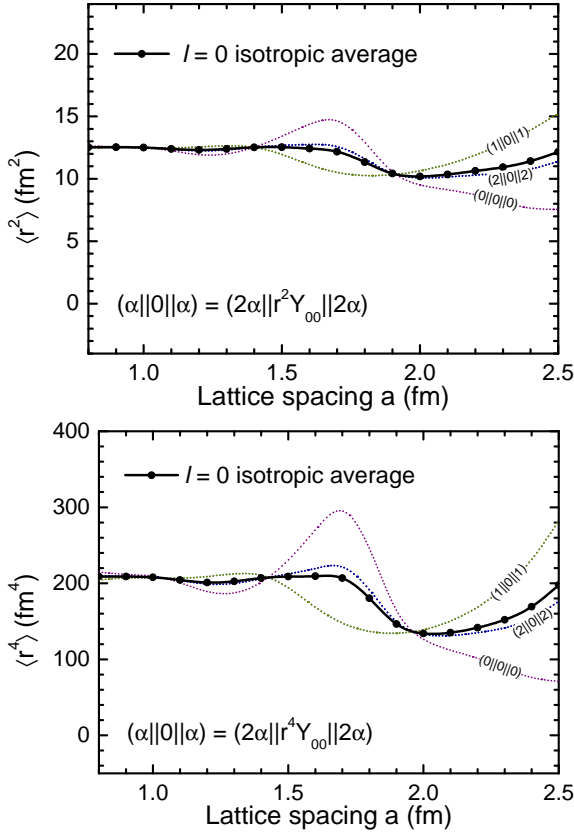 20
15
10
5
0
⟨r²⟩ (fm²)
l = 0 isotropic average
(1||0||1)
(2||0||2)
(0||0||0)
(α||0||α) = (2α||r²Y₀₀||2α)
1.0 1.5 2.0 2.5
Lattice spacing a (fm)
400
300
200
100
0
⟨r⁴⟩ (fm⁴)
l = 0 isotropic average
(1||0||1)
(2||0||2)
(0||0||0)
(α||0||α) = (2α||r⁴Y₀₀||2α)
1.0 1.5 2.0 2.5
Lattice spacing a (fm)